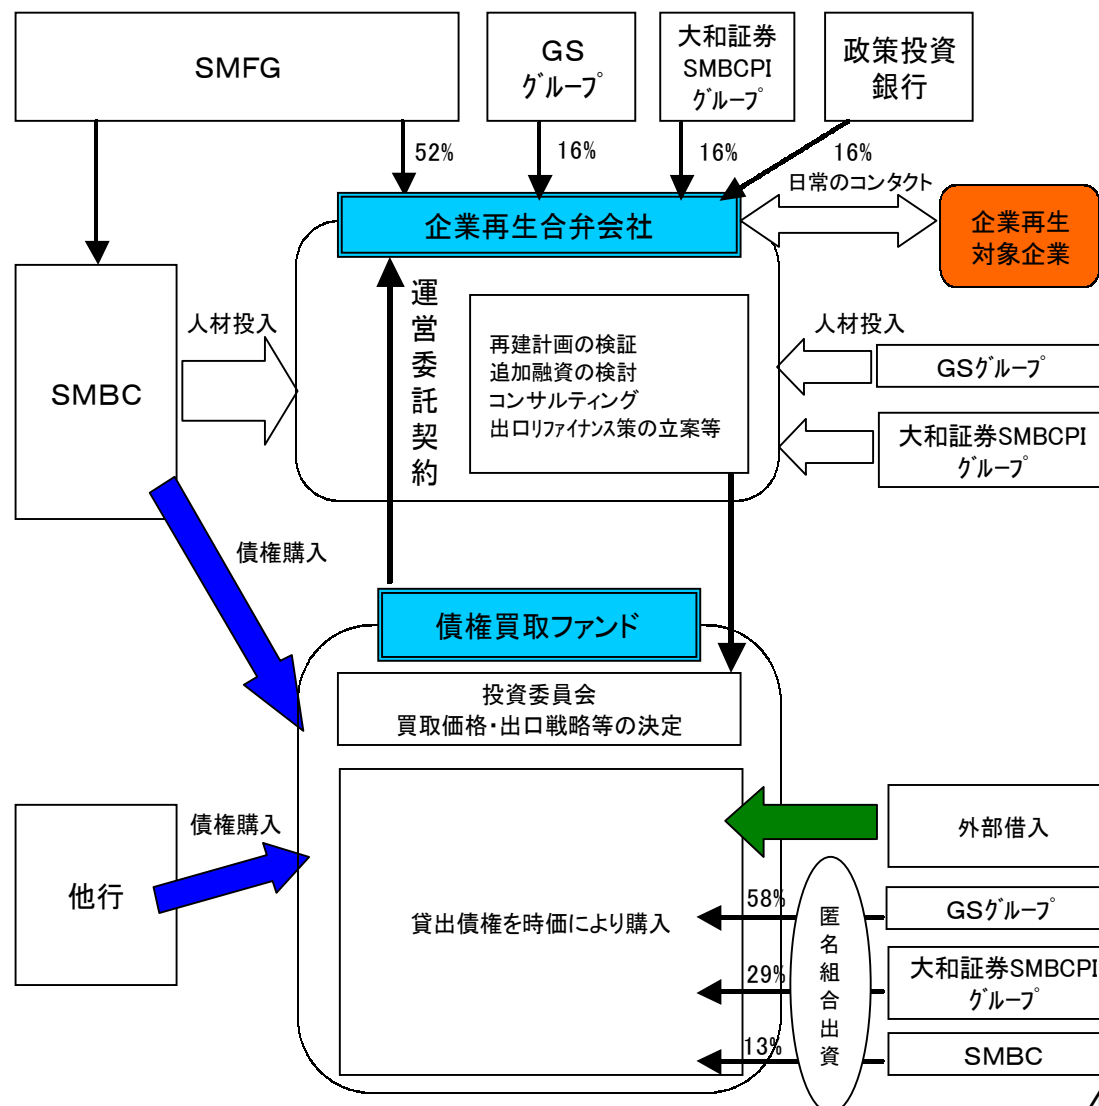 SMFG
GS
グループ
大和証券
SMBCPI
グループ
政策投資
銀行
52%
16%
16%
16%
日常のコンタクト
企業再生合弁会社
企業再生
対象企業
運営委託契約
人材投入
SMBC
再建計画の検証
追加融資の検討
コンサルティング
出口リファイナンス策の立案等
人材投入
GSグループ
大和証券SMBCPI
グループ
債権購入
債権買取ファンド
投資委員会
買取価格・出口戦略等の決定
債権購入
他行
貸出債権を時価により購入
外部借入
58%
GSグループ
匿名組合出資
29%
大和証券SMBCPI
グループ
13%
SMBC